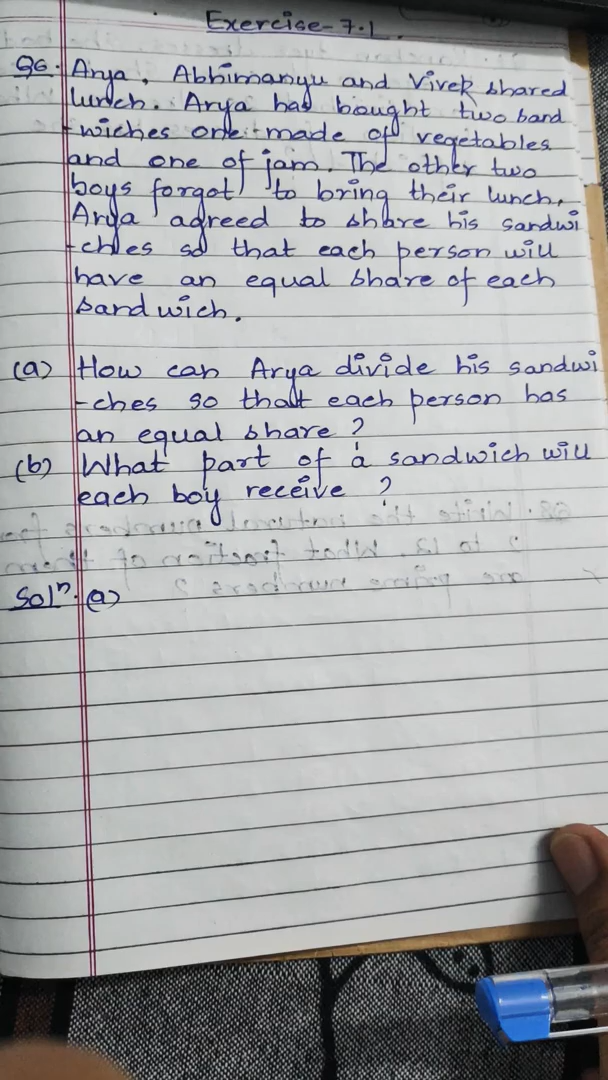 Exercise-7.1
Q6. Arya, Abhimanyu and Vivek shared
lunch. Arya has bought two sand
-wiches one made of vegetables
and one of jam. The other two
boys forgot to bring their lunch.
Arya agreed to share his sandwi
-ches so that each person will
have an equal share of each
sandwich.
(a) How can Arya divide his sandwi
-ches so that each person has
an equal share?
(b) What part of a sandwich will
each boy receive?
Solⁿ. (a)